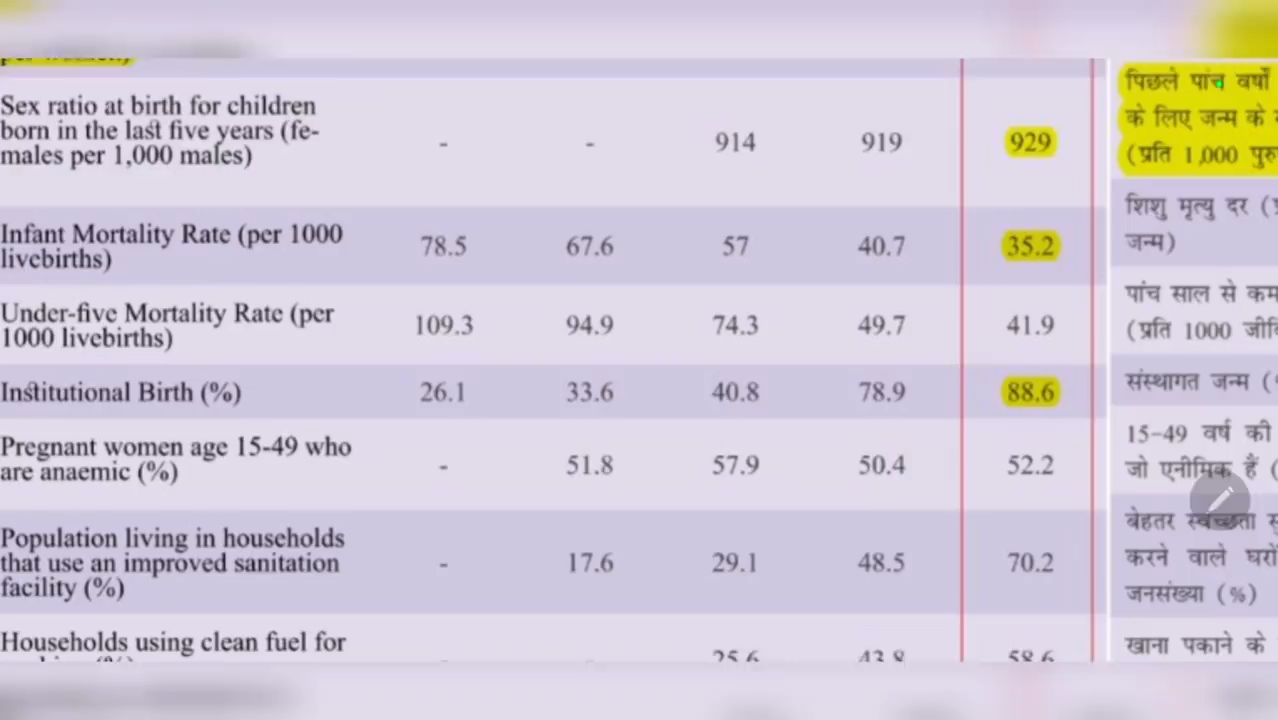 Sex ratio at birth for children
born in the last five years (fe-
males per 1,000 males)
- - 914 919 929
Infant Mortality Rate (per 1000
livebirths)
78.5 67.6 57 40.7 35.2
Under-five Mortality Rate (per
1000 livebirths)
109.3 94.9 74.3 49.7 41.9
Institutional Birth (%)
26.1 33.6 40.8 78.9 88.6
Pregnant women age 15-49 who
are anaemic (%)
- 51.8 57.9 50.4 52.2
Population living in households
that use an improved sanitation
facility (%)
- 17.6 29.1 48.5 70.2
Households using clean fuel for
- - 25.6 43.8 58.6
पिछले पांच वर्षों
के लिए जन्म के
(प्रति 1,000
शिशु मृत्यु दर
जन्म)
पांच साल से कम
(प्रति 1000
संस्थागत जन्म (
15-49 वर्ष की
जो एनीमिक हैं (
बेहतर स्वच्छता
करने वाले घरों
जनसंख्या (%)
खाना पकाने के